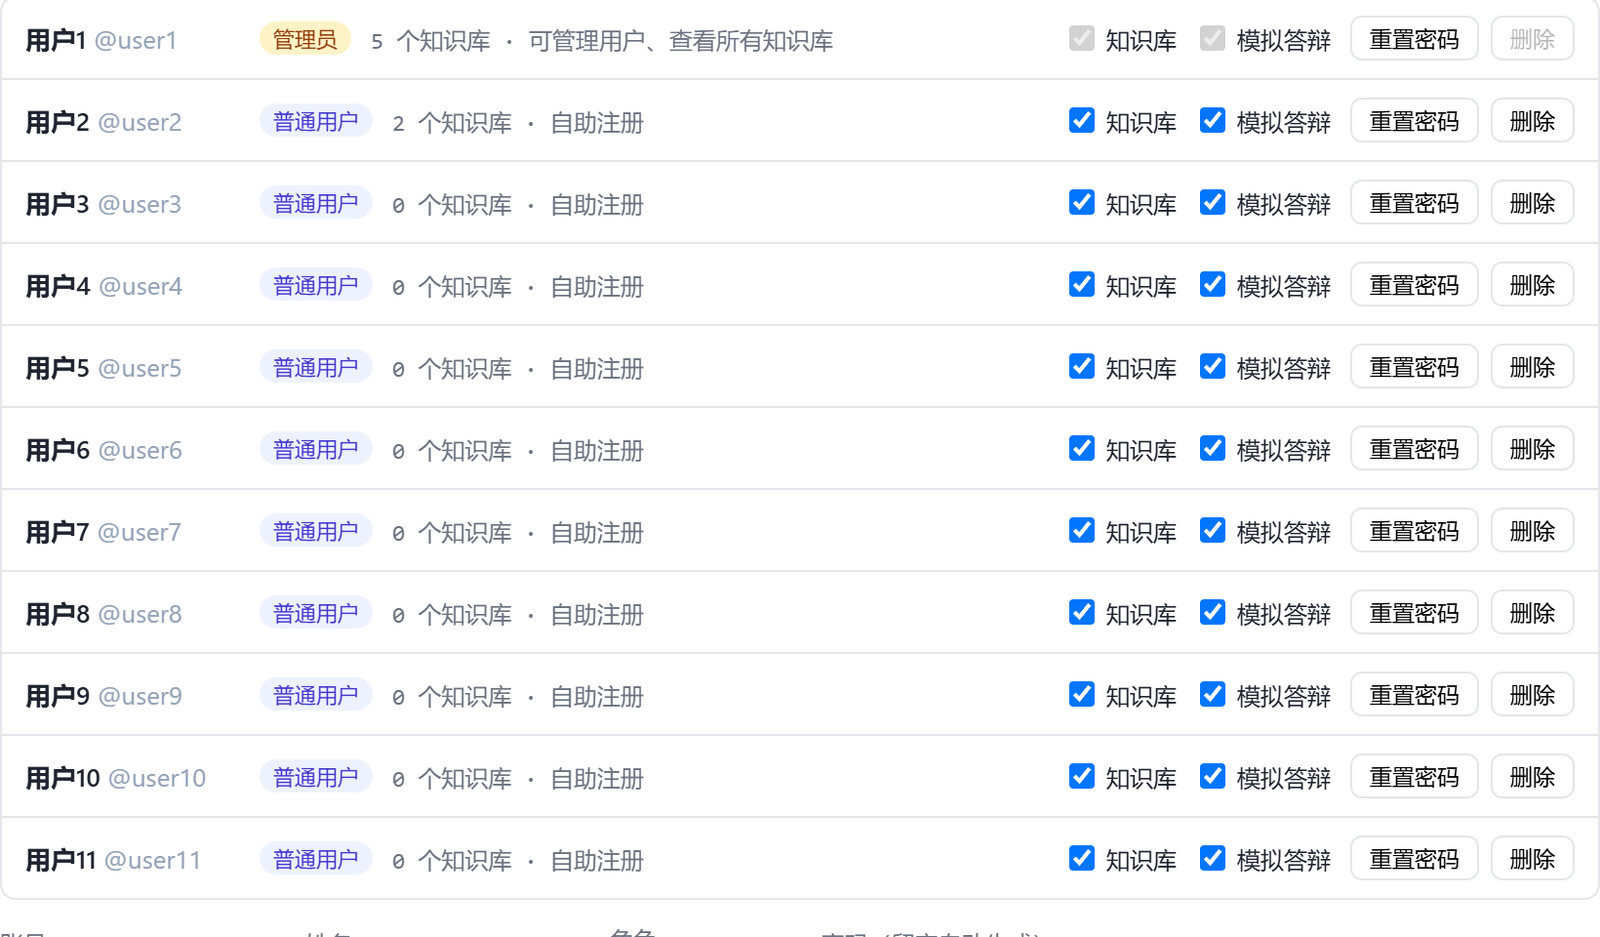 用户1 @user1 管理员 5 个知识库 · 可管理用户、查看所有知识库 知识库 模拟答辩 重置密码 删除
用户2 @user2 普通用户 2 个知识库 · 自助注册 知识库 模拟答辩 重置密码 删除
用户3 @user3 普通用户 0 个知识库 · 自助注册 知识库 模拟答辩 重置密码 删除
用户4 @user4 普通用户 0 个知识库 · 自助注册 知识库 模拟答辩 重置密码 删除
用户5 @user5 普通用户 0 个知识库 · 自助注册 知识库 模拟答辩 重置密码 删除
用户6 @user6 普通用户 0 个知识库 · 自助注册 知识库 模拟答辩 重置密码 删除
用户7 @user7 普通用户 0 个知识库 · 自助注册 知识库 模拟答辩 重置密码 删除
用户8 @user8 普通用户 0 个知识库 · 自助注册 知识库 模拟答辩 重置密码 删除
用户9 @user9 普通用户 0 个知识库 · 自助注册 知识库 模拟答辩 重置密码 删除
用户10 @user10 普通用户 0 个知识库 · 自助注册 知识库 模拟答辩 重置密码 删除
用户11 @user11 普通用户 0 个知识库 · 自助注册 知识库 模拟答辩 重置密码 删除